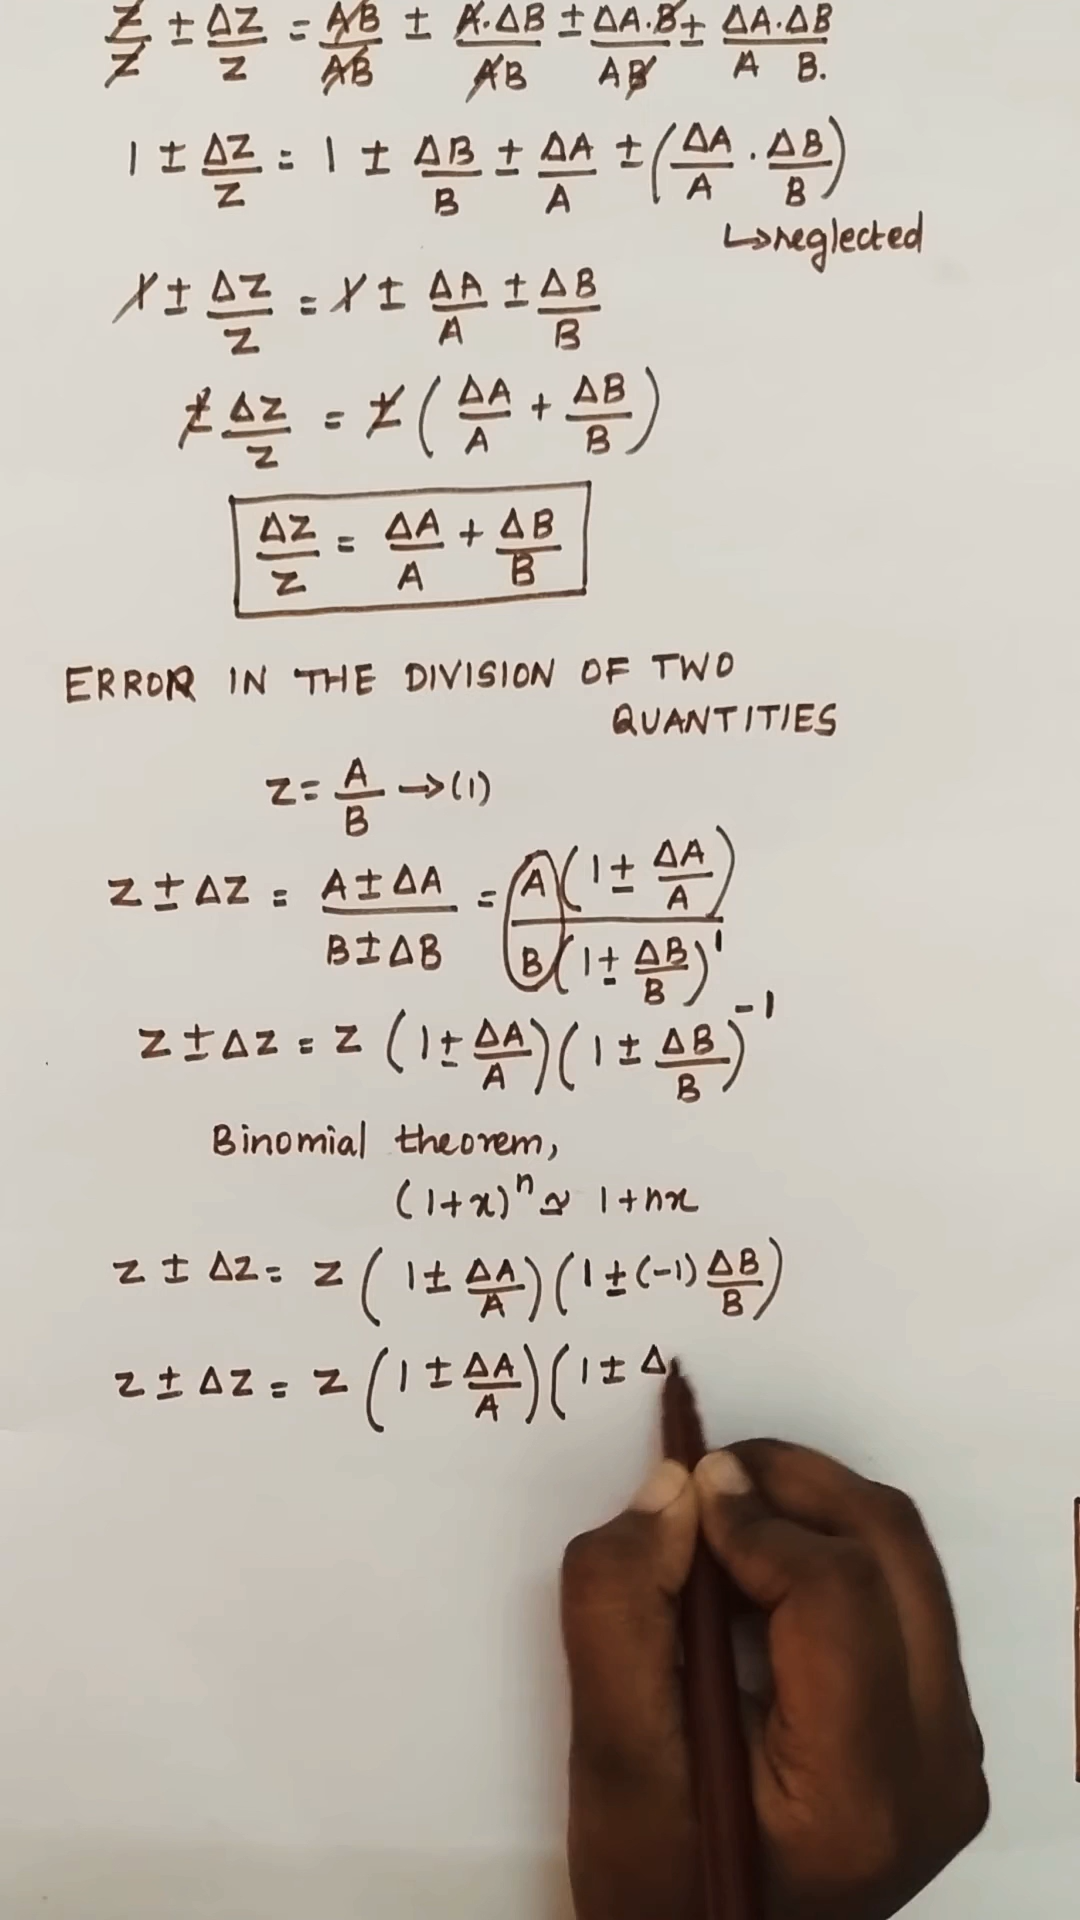 Z/Z ± ΔZ/Z = AB/AB ± A·ΔB/AB ± ΔA·B/AB ± ΔA·ΔB/A B.
1 ± ΔZ/Z = 1 ± ΔB/B ± ΔA/A ± (ΔA/A · ΔB/B)
↳neglected
1 ± ΔZ/Z = 1 ± ΔA/A ± ΔB/B
± ΔZ/Z = ± (ΔA/A + ΔB/B)
ΔZ/Z = ΔA/A + ΔB/B
ERROR IN THE DIVISION OF TWO
QUANTITIES
Z = A/B →(1)
Z ± ΔZ = A ± ΔA/B ± ΔB = A(1 ± ΔA/A)/B(1 ± ΔB/B)¹
Z ± ΔZ = Z (1 ± ΔA/A)(1 ± ΔB/B)⁻¹
Binomial theorem,
(1+x)ⁿ ≃ 1+nx
Z ± ΔZ = Z (1 ± ΔA/A)(1 ± (-1) ΔB/B)
Z ± ΔZ = Z (1 ± ΔA/A)(1 ± Δ